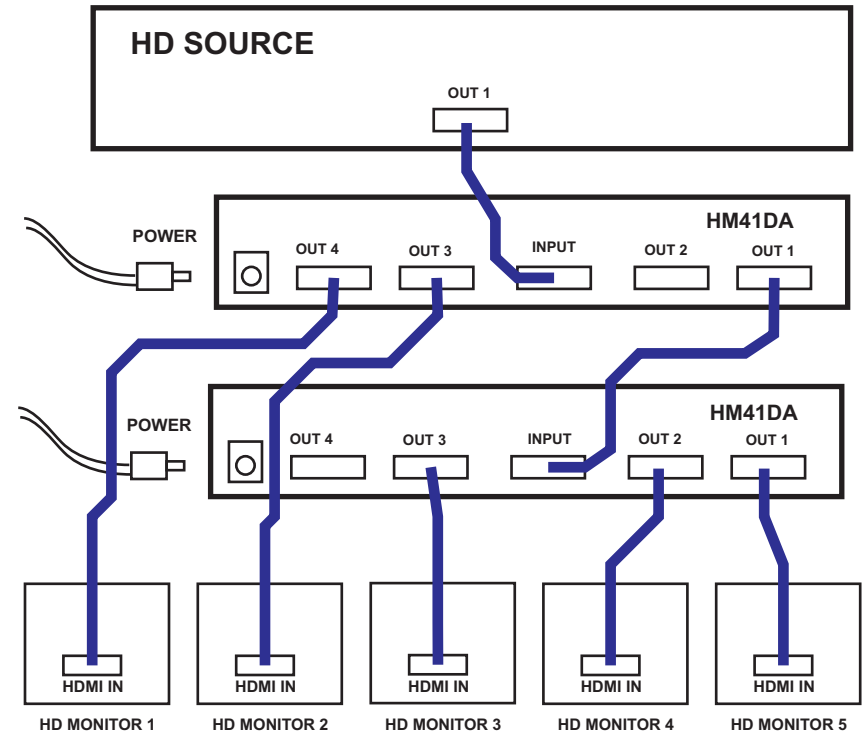 HD SOURCE
OUT 1
HM41DA
POWER
OUT 4
OUT 3
INPUT
OUT 2
OUT 1
HM41DA
POWER
OUT 4
OUT 3
INPUT
OUT 2
OUT 1
HDMI IN
HDMI IN
HDMI IN
HDMI IN
HDMI IN
HD MONITOR 1
HD MONITOR 2
HD MONITOR 3
HD MONITOR 4
HD MONITOR 5